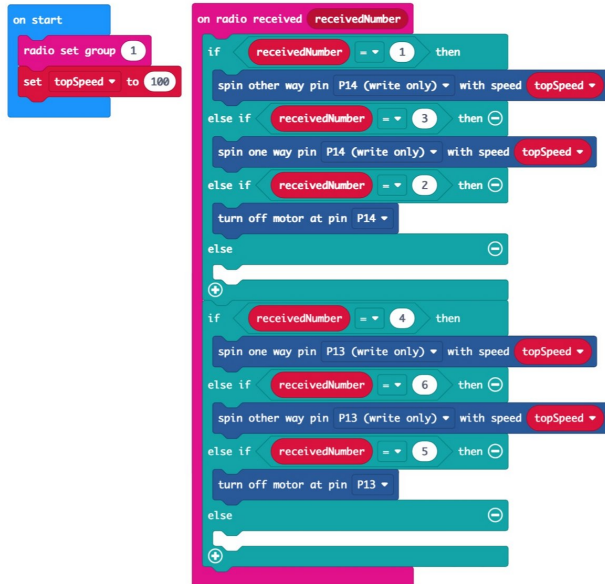 on start
radio set group 1
set topSpeed to 100
on radio received receivedNumber
if receivedNumber = 1 then
spin other way pin P14 (write only) with speed topSpeed
else if receivedNumber = 3 then
spin one way pin P14 (write only) with speed topSpeed
else if receivedNumber = 2 then
turn off motor at pin P14
else
if receivedNumber = 4 then
spin one way pin P13 (write only) with speed topSpeed
else if receivedNumber = 6 then
spin other way pin P13 (write only) with speed topSpeed
else if receivedNumber = 5 then
turn off motor at pin P13
else